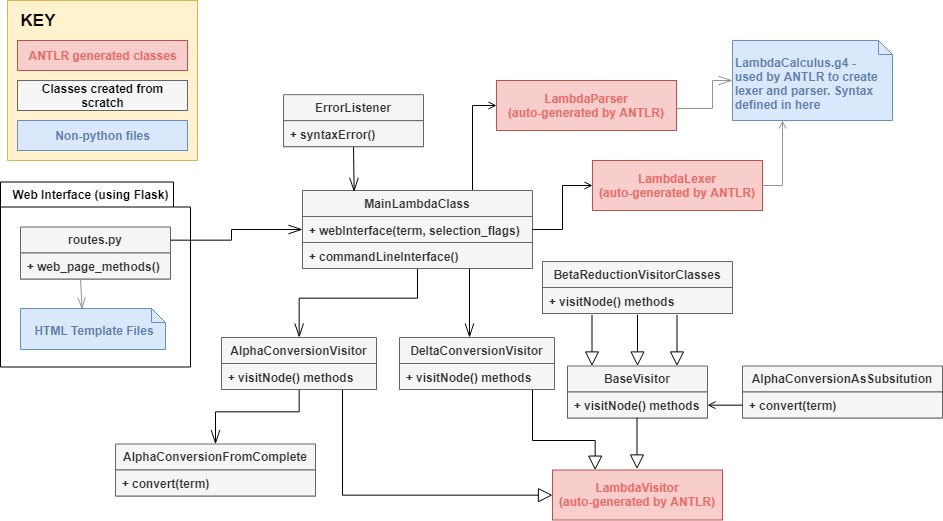 KEY
ANTLR generated classes
Classes created from
scratch
Non-python files
ErrorListener
+ syntaxError()
LambdaParser
(auto-generated by ANTLR)
LambdaCalculus.g4 -
used by ANTLR to create
lexer and parser. Syntax
defined in here
LambdaLexer
(auto-generated by ANTLR)
Web Interface (using Flask)
routes.py
+ web_page_methods()
HTML Template Files
MainLambdaClass
+ webInterface(term, selection_flags)
+ commandLineInterface()
BetaReductionVisitorClasses
+ visitNode() methods
AlphaConversionVisitor
+ visitNode() methods
DeltaConversionVisitor
+ visitNode() methods
BaseVisitor
+ visitNode() methods
AlphaConversionAsSubsitution
+ convert(term)
AlphaConversionFromComplete
+ convert(term)
LambdaVisitor
(auto-generated by ANTLR)